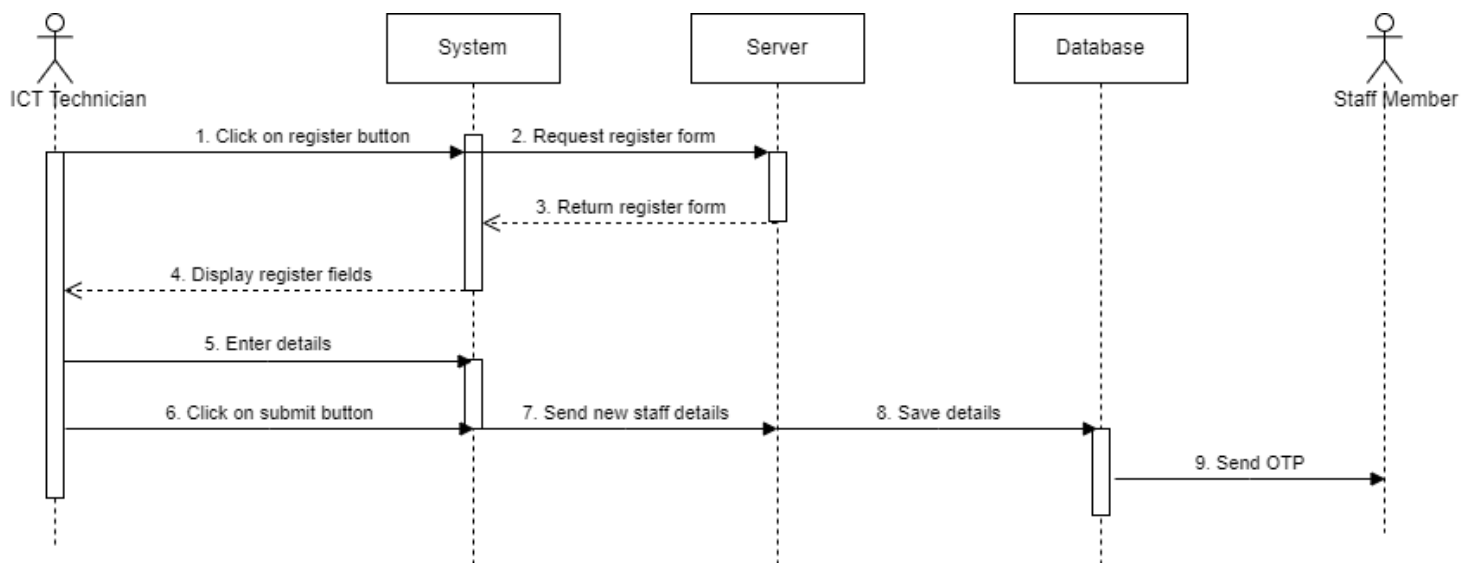 System
Server
Database
ICT Technician
Staff Member
1. Click on register button
2. Request register form
3. Return register form
4. Display register fields
5. Enter details
6. Click on submit button
7. Send new staff details
8. Save details
9. Send OTP